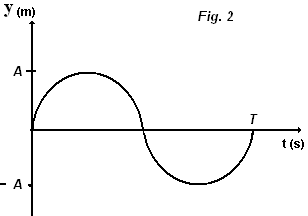 y (m)
Fig. 2
A
T
t (s)
– A